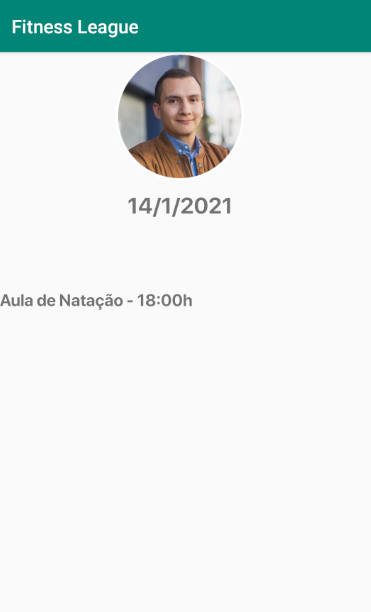 Fitness League
14/1/2021
Aula de Natação - 18:00h